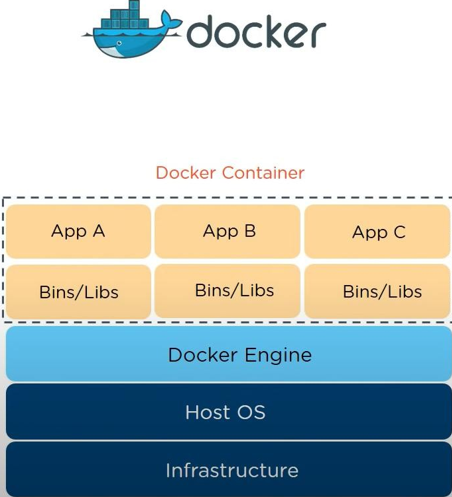 docker
Docker Container
App A App B App C
Bins/Libs Bins/Libs Bins/Libs
Docker Engine
Host OS
Infrastructure